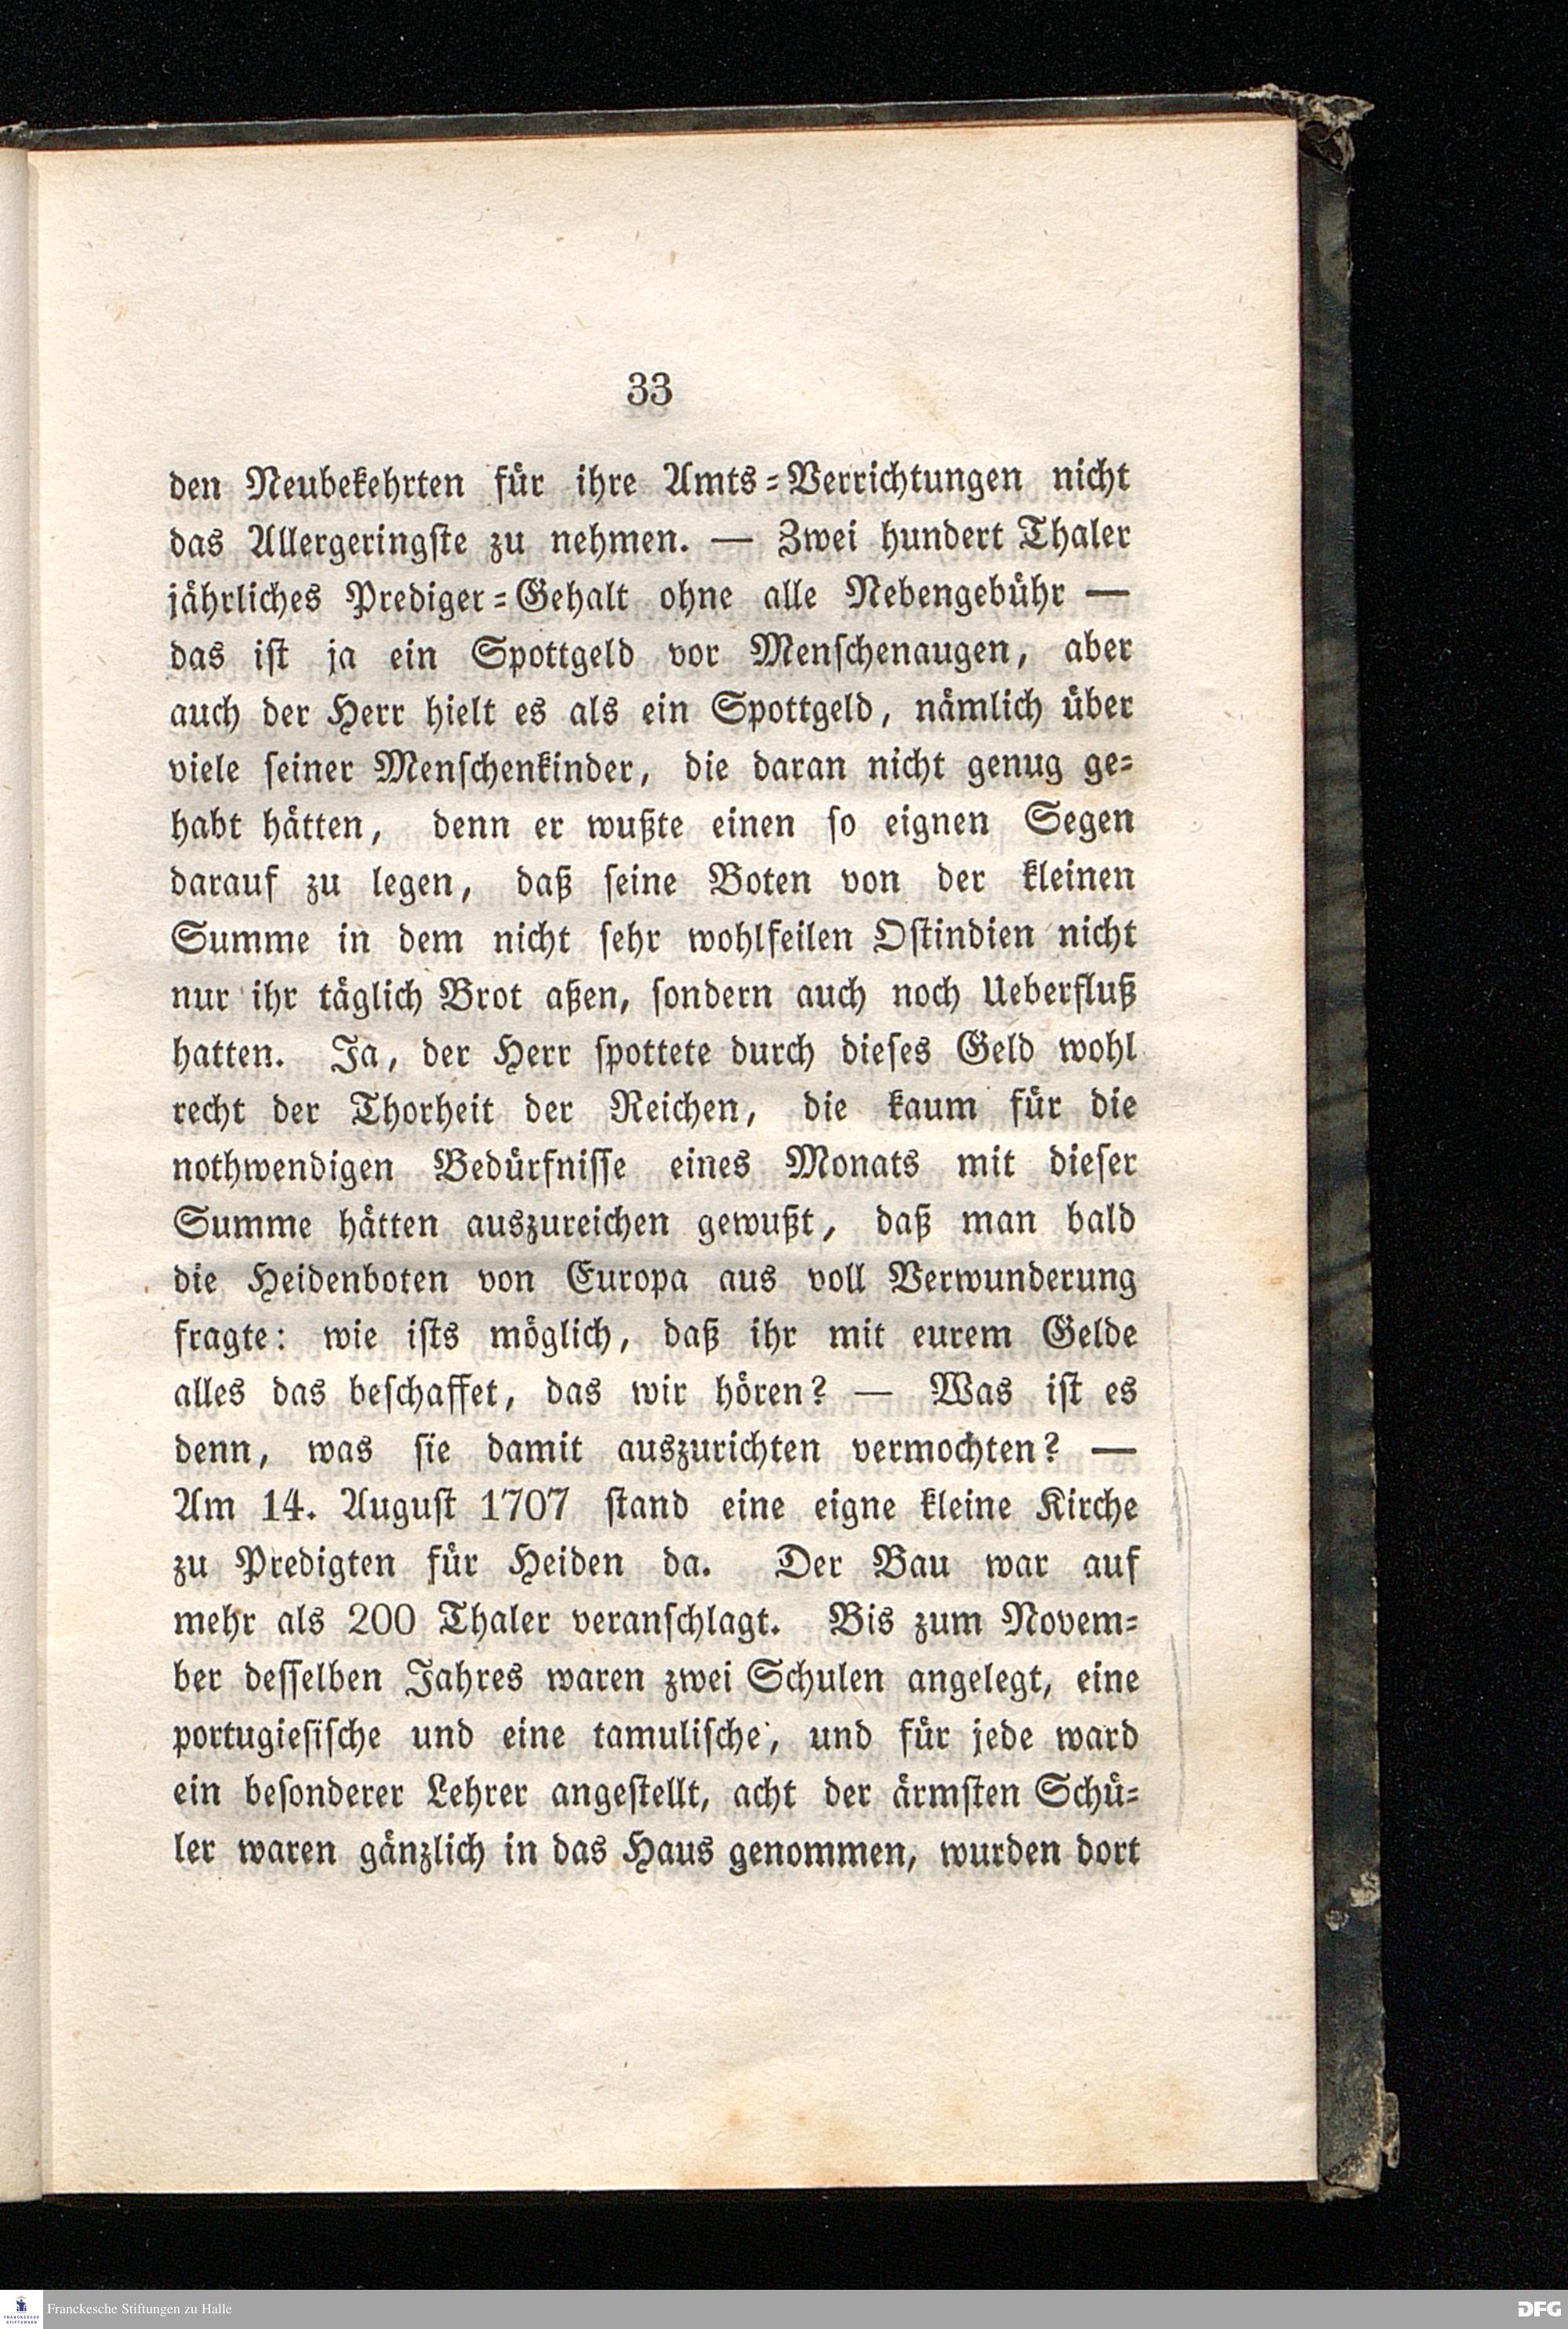 33
den Neubekehrten für ihre Amts-Verrichtungen nicht
das Allergeringste zu nehmen. — Zwei hundert Thaler
jährliches Prediger-Gehalt ohne alle Nebengebühr —
das ist ja ein Spottgeld vor Menschenaugen, aber
auch der Herr hielt es als ein Spottgeld, nämlich über
viele seiner Menschenkinder, die daran nicht genug ge-
habt hätten, denn er wußte einen so eignen Segen
darauf zu legen, daß seine Boten von der kleinen
Summe in dem nicht sehr wohlfeilen Ostindien nicht
nur ihr täglich Brot aßen, sondern auch noch Ueberfluß
hatten. Ja, der Herr spottete durch dieses Geld wohl
recht der Thorheit der Reichen, die kaum für die
nothwendigen Bedürfnisse eines Monats mit dieser
Summe hätten auszureichen gewußt, daß man bald
die Heidenboten von Europa aus voll Verwunderung
fragte: wie ists möglich, daß ihr mit eurem Gelde
alles das beschaffet, das wir hören? — Was ist es
denn, was sie damit auszurichten vermochten? —
Am 14. August 1707 stand eine eigne kleine Kirche
zu Predigten für Heiden da. Der Bau war auf
mehr als 200 Thaler veranschlagt. Bis zum Novem-
ber desselben Jahres waren zwei Schulen angelegt, eine
portugiesische und eine tamulische, und für jede ward
ein besonderer Lehrer angestellt, acht der ärmsten Schü-
ler waren gänzlich in das Haus genommen, wurden dort
FRANCKESCHE
STIFTUNGEN
Franckesche Stiftungen zu Halle
DFG